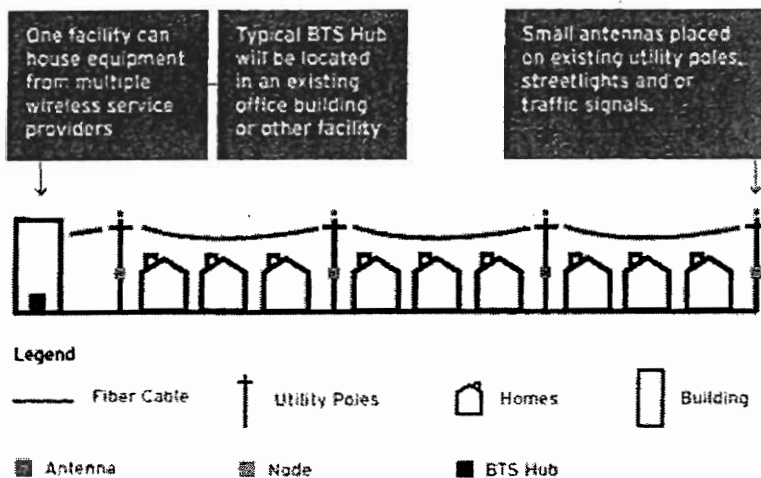 One facility can
house equipment
from multiple
wireless service
providers
Typical BTS Hub
will be located
in an existing
office building
or other facility
Small antennas placed
on existing utility poles,
streetlights and or
traffic signals.
Legend
Fiber Cable
Utility Poles
Homes
Building
Antenna
Node
BTS Hub